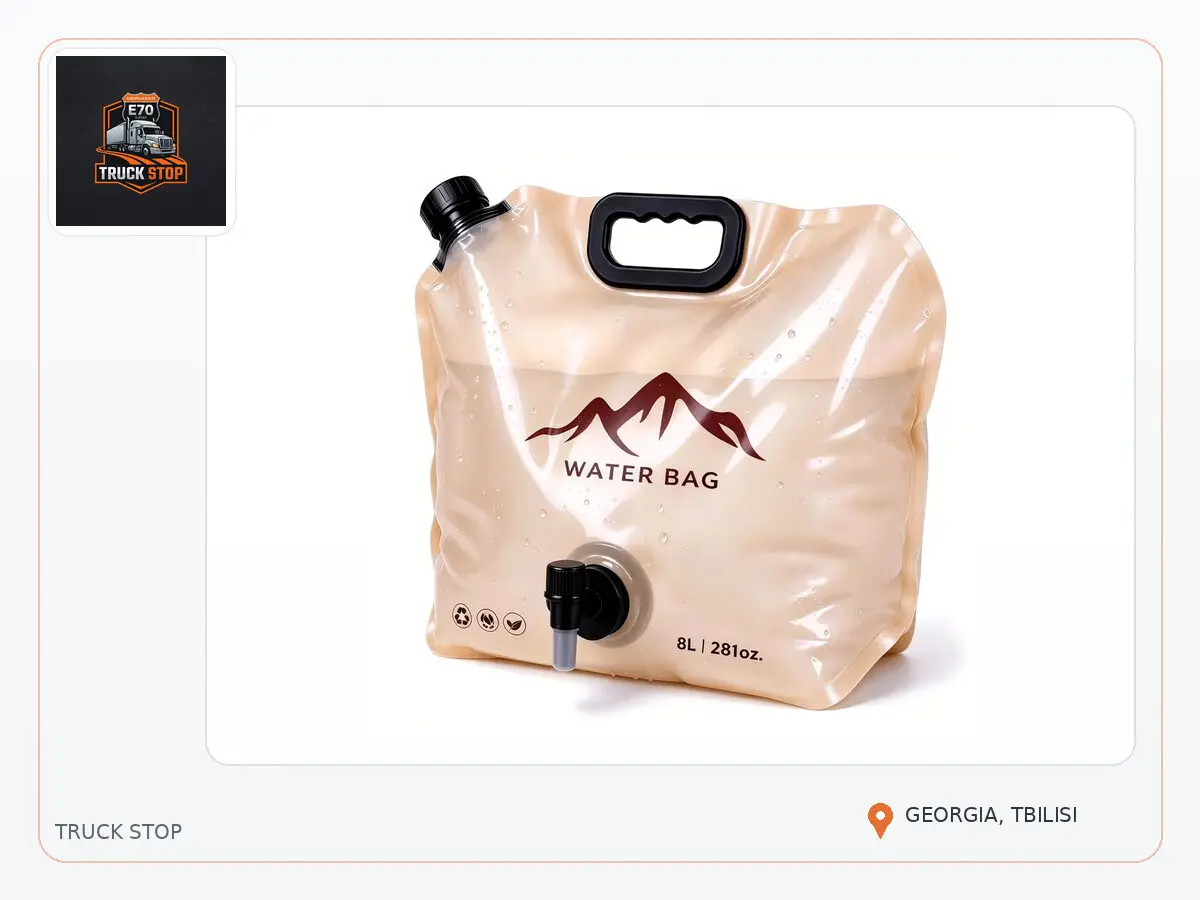 E70
TRUCK STOP
WATER BAG
8L | 281oz.
TRUCK STOP
GEORGIA, TBILISI